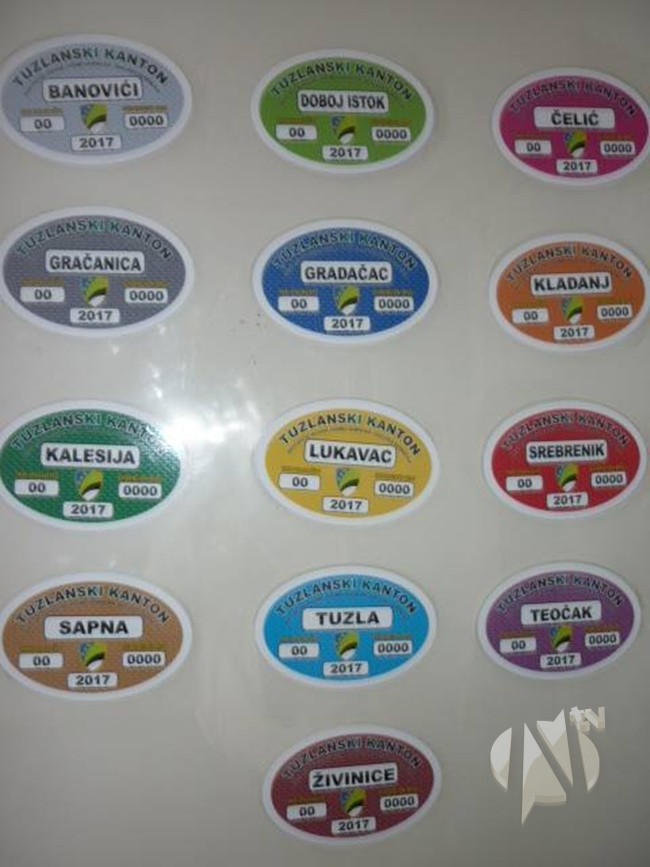 TUZLANSKI KANTON
BANOVIĆI
00 0000
2017
TUZLANSKI KANTON
DOBOJ ISTOK
00 0000
2017
TUZLANSKI KANTON
ČELIĆ
00 0000
2017
TUZLANSKI KANTON
GRAČANICA
00 0000
2017
TUZLANSKI KANTON
GRADAČAC
00 0000
2017
TUZLANSKI KANTON
KLADANJ
00 0000
2017
TUZLANSKI KANTON
KALESIJA
00 0000
2017
TUZLANSKI KANTON
LUKAVAC
00 0000
2017
TUZLANSKI KANTON
SREBRENIK
00 0000
2017
TUZLANSKI KANTON
SAPNA
00 0000
2017
TUZLANSKI KANTON
TUZLA
00 0000
2017
TUZLANSKI KANTON
TEOČAK
00 0000
2017
TUZLANSKI KANTON
ŽIVINICE
00 0000
2017
tv